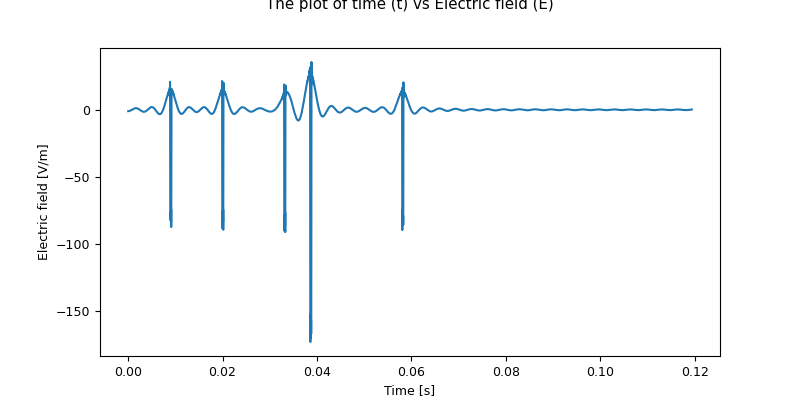 The plot of time (t) vs Electric field (E)
Electric field [V/m]
0
−50
−100
−150
0.00 0.02 0.04 0.06 0.08 0.10 0.12
Time [s]